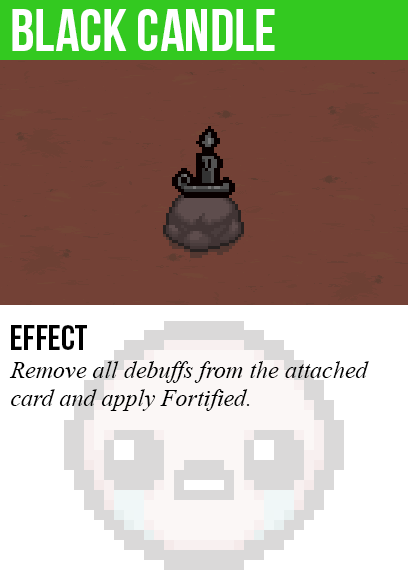 BLACK CANDLE
EFFECT
Remove all debuffs from the attached
card and apply Fortified.